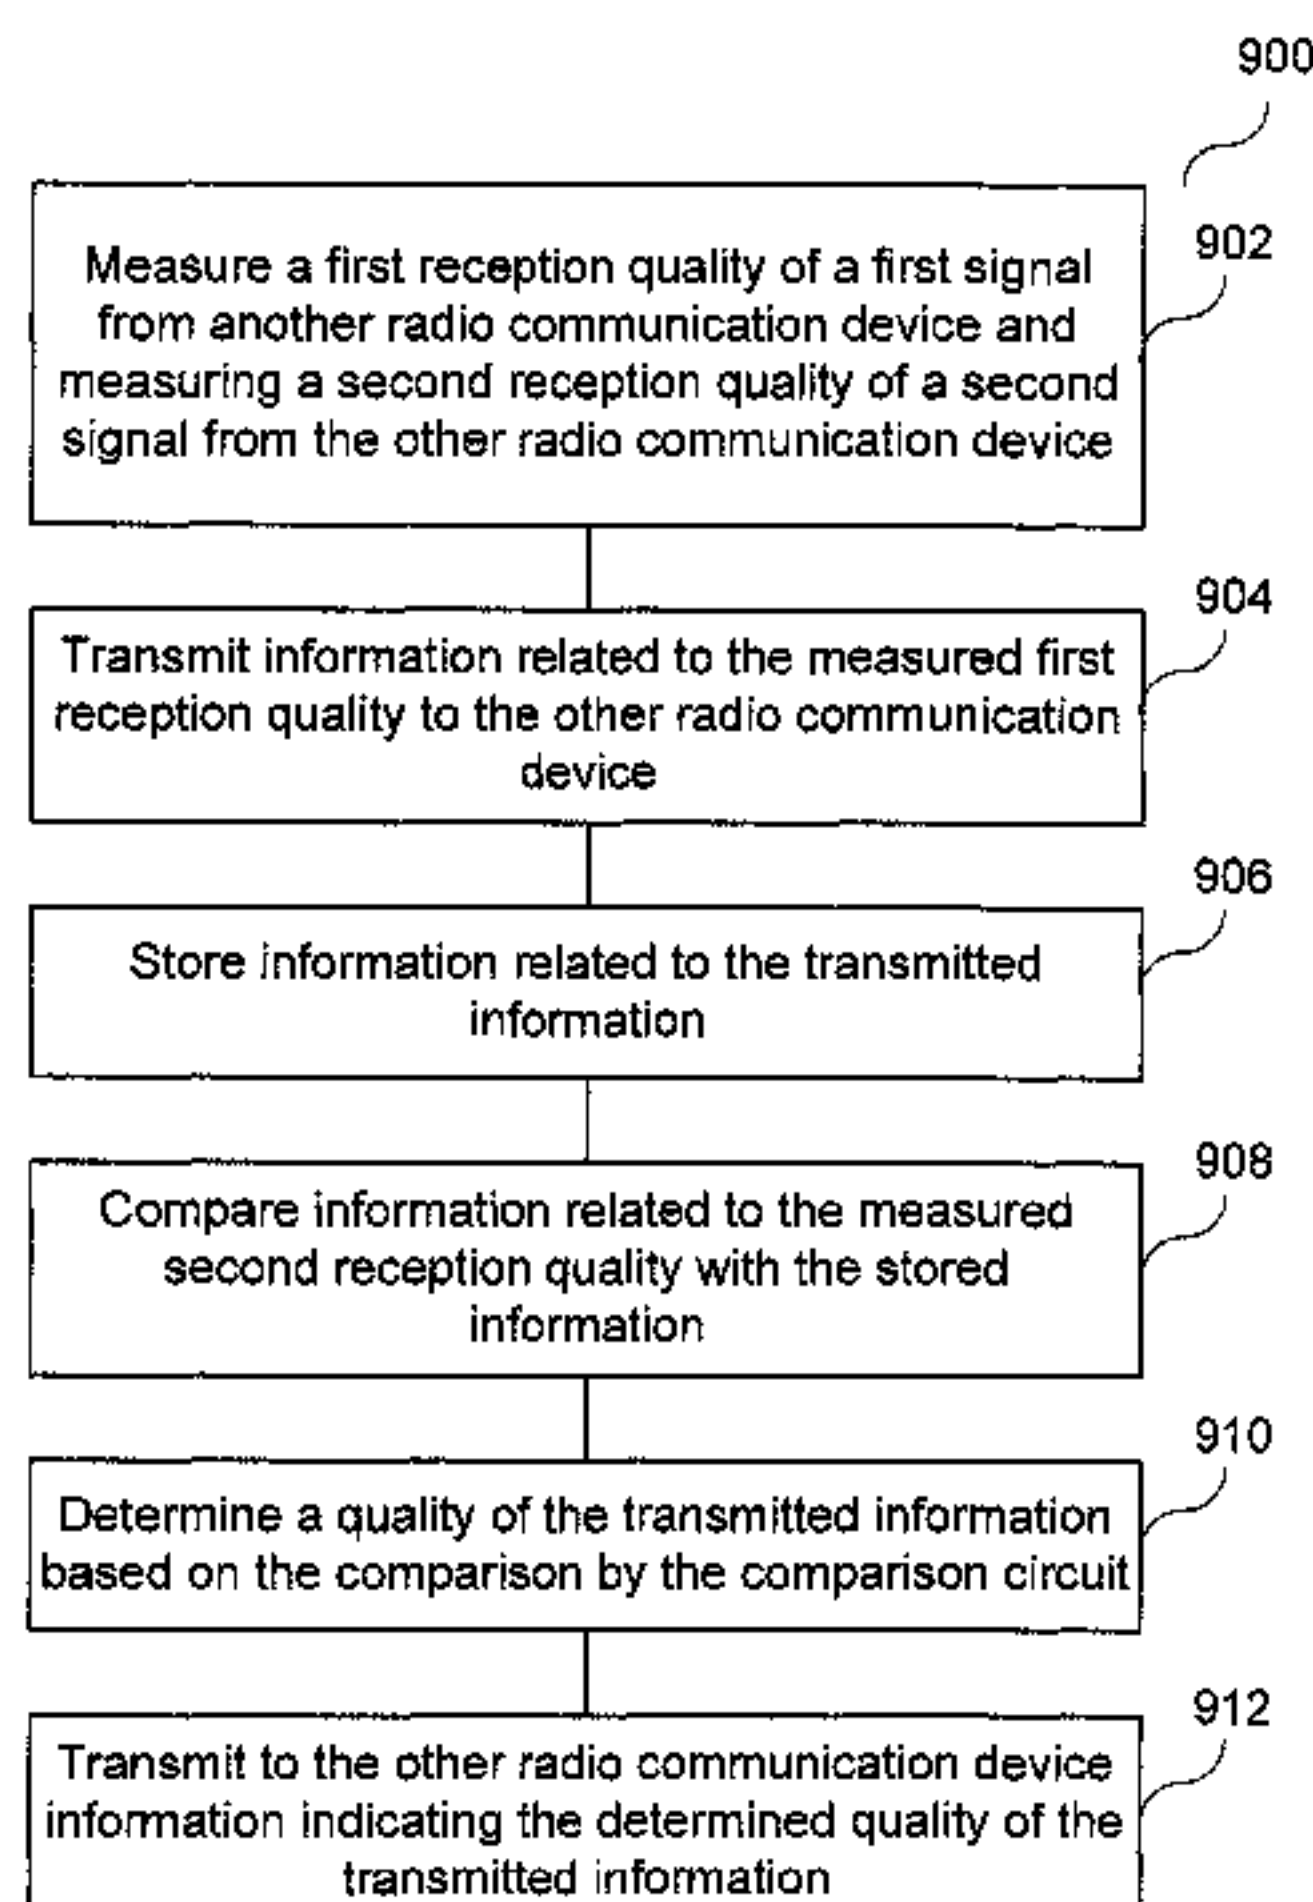 900
902
Measure a first reception quality of a first signal
from another radio communication device and
measuring a second reception quality of a second
signal from the other radio communication device
904
Transmit information related to the measured first
reception quality to the other radio communication
device
906
Store information related to the transmitted
information
908
Compare information related to the measured
second reception quality with the stored
information
910
Determine a quality of the transmitted information
based on the comparison by the comparison circuit
912
Transmit to the other radio communication device
information indicating the determined quality of the
transmitted information